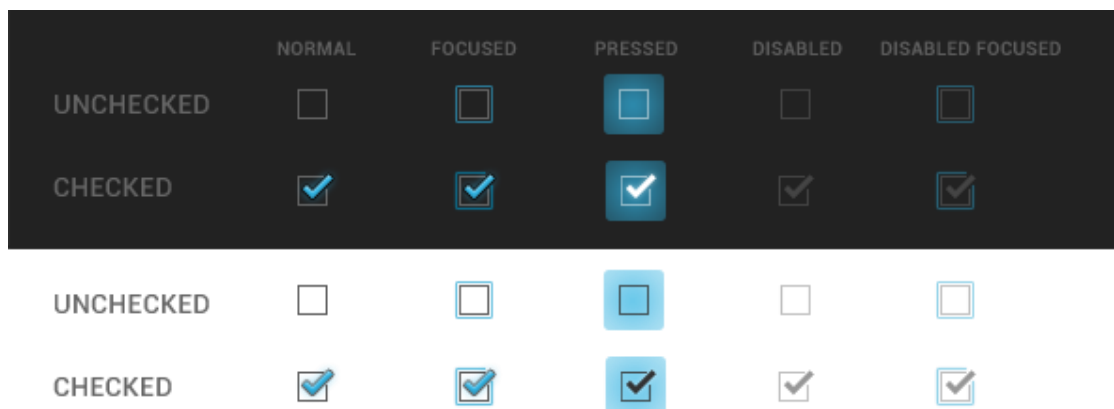 NORMAL FOCUSED PRESSED DISABLED DISABLED FOCUSED
UNCHECKED
CHECKED
UNCHECKED
CHECKED